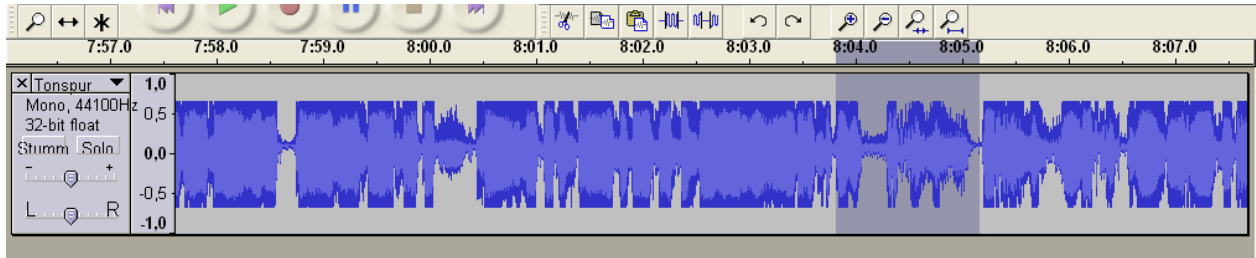 7:57.0 7:58.0 7:59.0 8:00.0 8:01.0 8:02.0 8:03.0 8:04.0 8:05.0 8:06.0 8:07.0
Tonspur
Mono, 44100Hz
32-bit float
Stumm Solo
- +
L R
1,0
0,5
0,0
-0,5
-1,0